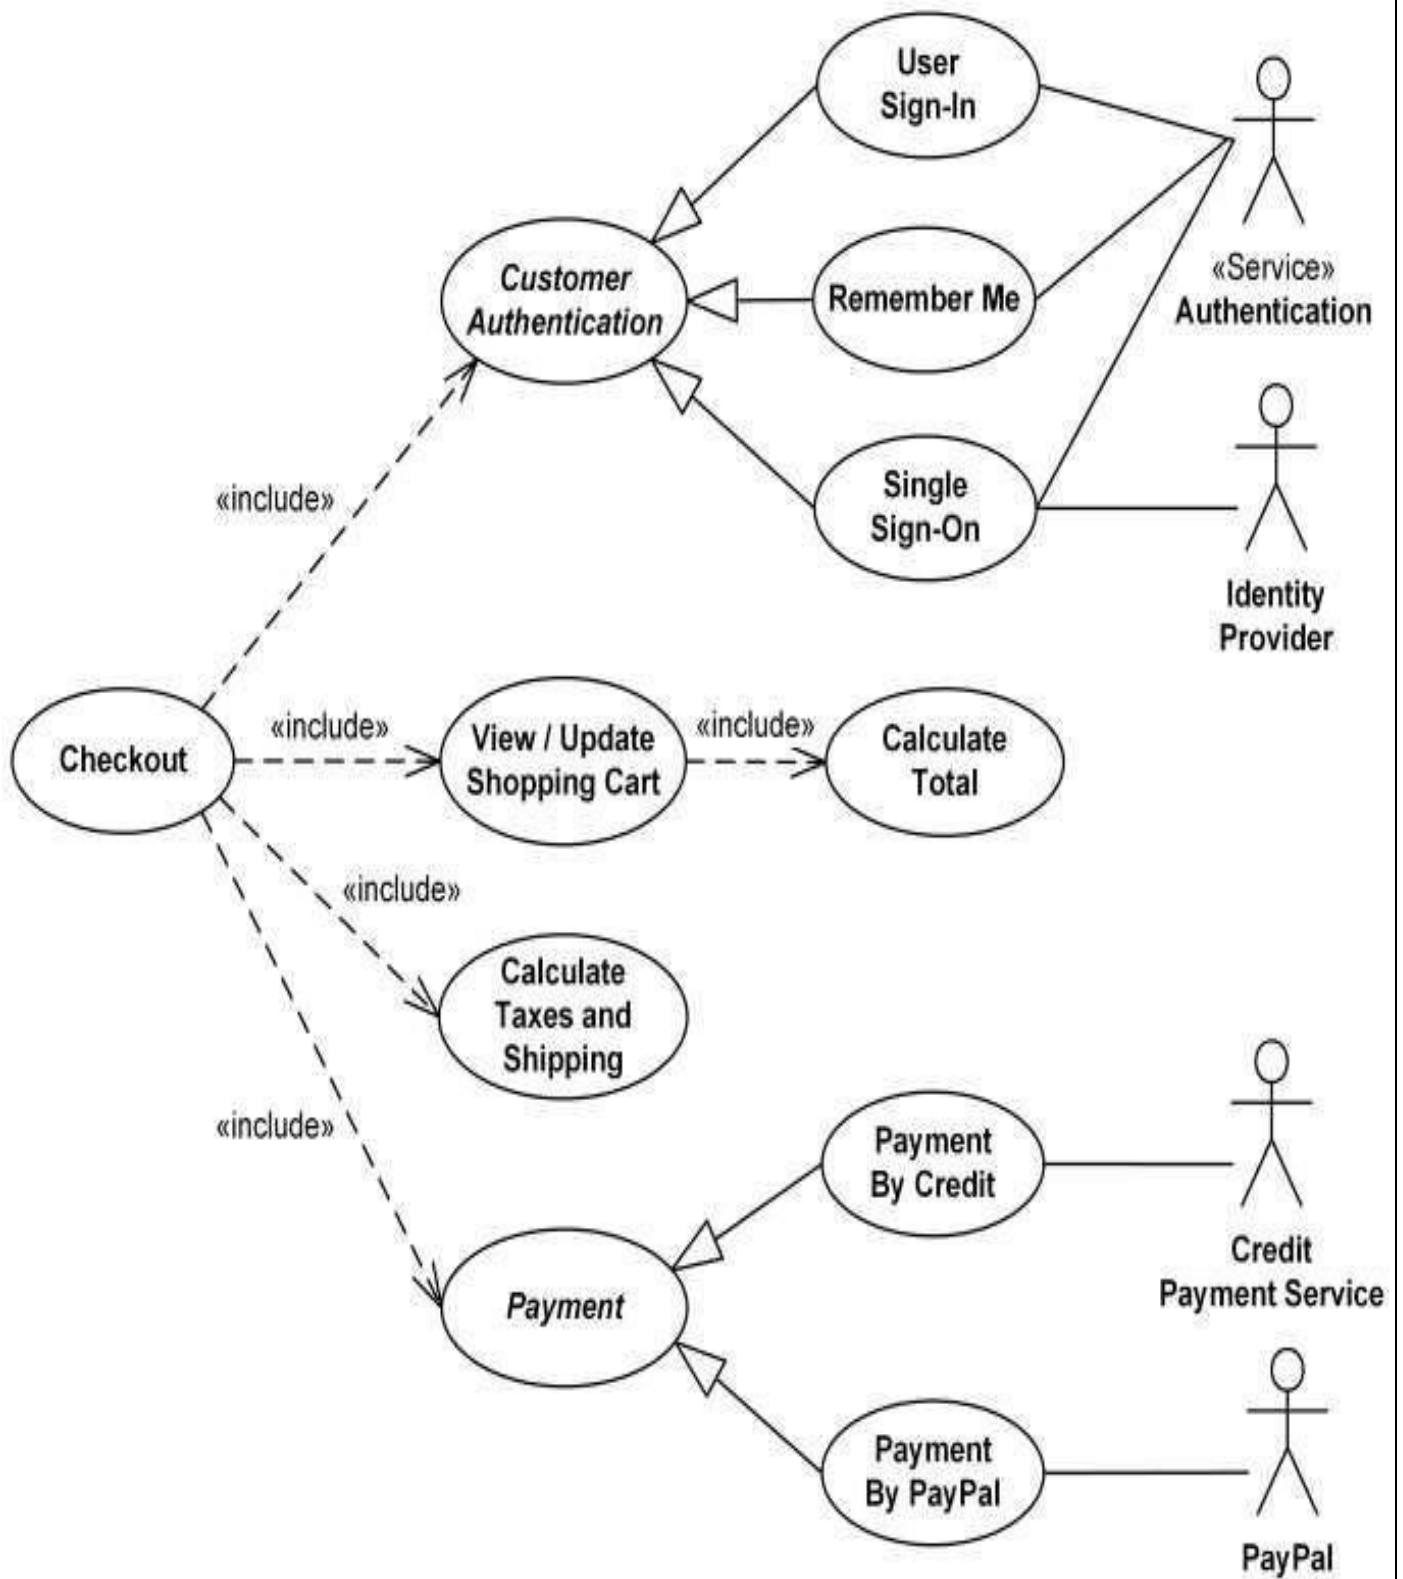 User
Sign-In
«Service»
Authentication
Customer
Authentication
Remember Me
«include»
Single
Sign-On
Identity
Provider
Checkout
«include»
View / Update
Shopping Cart
«include»
Calculate
Total
«include»
Calculate
Taxes and
Shipping
«include»
Payment
By Credit
Credit
Payment Service
Payment
Payment
By PayPal
PayPal